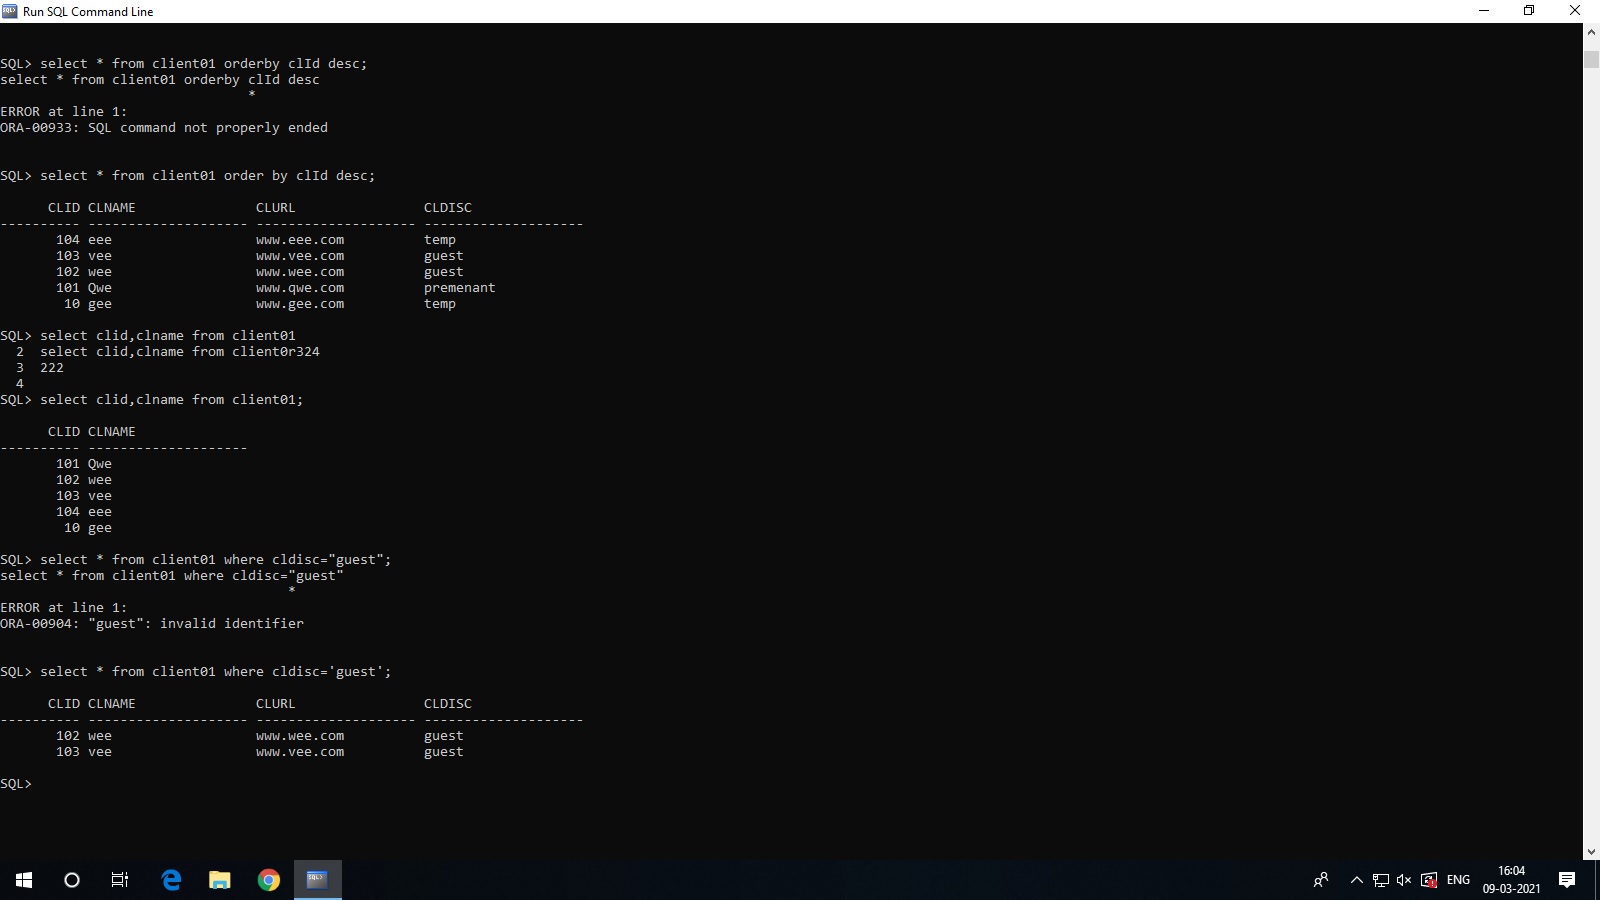 Run SQL Command Line
SQL> select * from client01 orderby clId desc;
select * from client01 orderby clId desc
*
ERROR at line 1:
ORA-00933: SQL command not properly ended
SQL> select * from client01 order by clId desc;
CLID CLNAME CLURL CLDISC
---------- -------------------- -------------------- --------------------
104 eee www.eee.com temp
103 vee www.vee.com guest
102 wee www.wee.com guest
101 Qwe www.qwe.com premenant
10 gee www.gee.com temp
SQL> select clid,clname from client01
2 select clid,clname from client0r324
3 222
4
SQL> select clid,clname from client01;
CLID CLNAME
---------- --------------------
101 Qwe
102 wee
103 vee
104 eee
10 gee
SQL> select * from client01 where cldisc="guest";
select * from client01 where cldisc="guest"
*
ERROR at line 1:
ORA-00904: "guest": invalid identifier
SQL> select * from client01 where cldisc='guest';
CLID CLNAME CLURL CLDISC
---------- -------------------- -------------------- --------------------
102 wee www.wee.com guest
103 vee www.vee.com guest
SQL>
ENG
16:04
09-03-2021